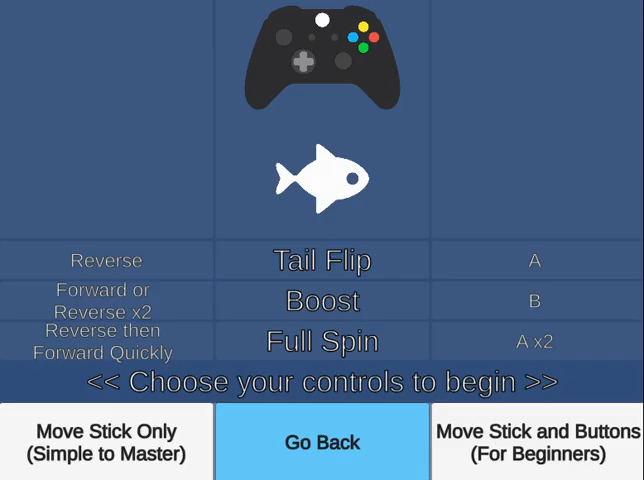 Reverse
Tail Flip
A
Forward or
Reverse x2
Boost
B
Reverse then
Forward Quickly
Full Spin
A x2
<< Choose your controls to begin >>
Move Stick Only
(Simple to Master)
Go Back
Move Stick and Buttons
(For Beginners)